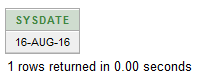 SYSDATE
16-AUG-16
1 rows returned in 0.00 seconds